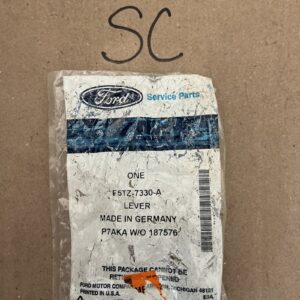 SC
Ford Service Parts
ONE
F5TZ-7330-A
LEVER
MADE IN GERMANY
P7AKA W/O 187576
THIS PACKAGE CANNOT BE
FORD MOTOR
PRINTED IN U.S.A.